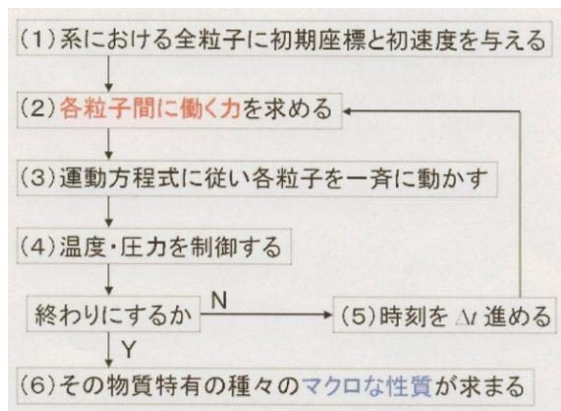 (1)系における全粒子に初期座標と初速度を与える
(2)各粒子間に働く力を求める
(3)運動方程式に従い各粒子を一斉に動かす
(4)温度・圧力を制御する
終わりにするか
N
(5)時刻を Δt 進める
Y
(6)その物質特有の種々のマクロな性質が求まる